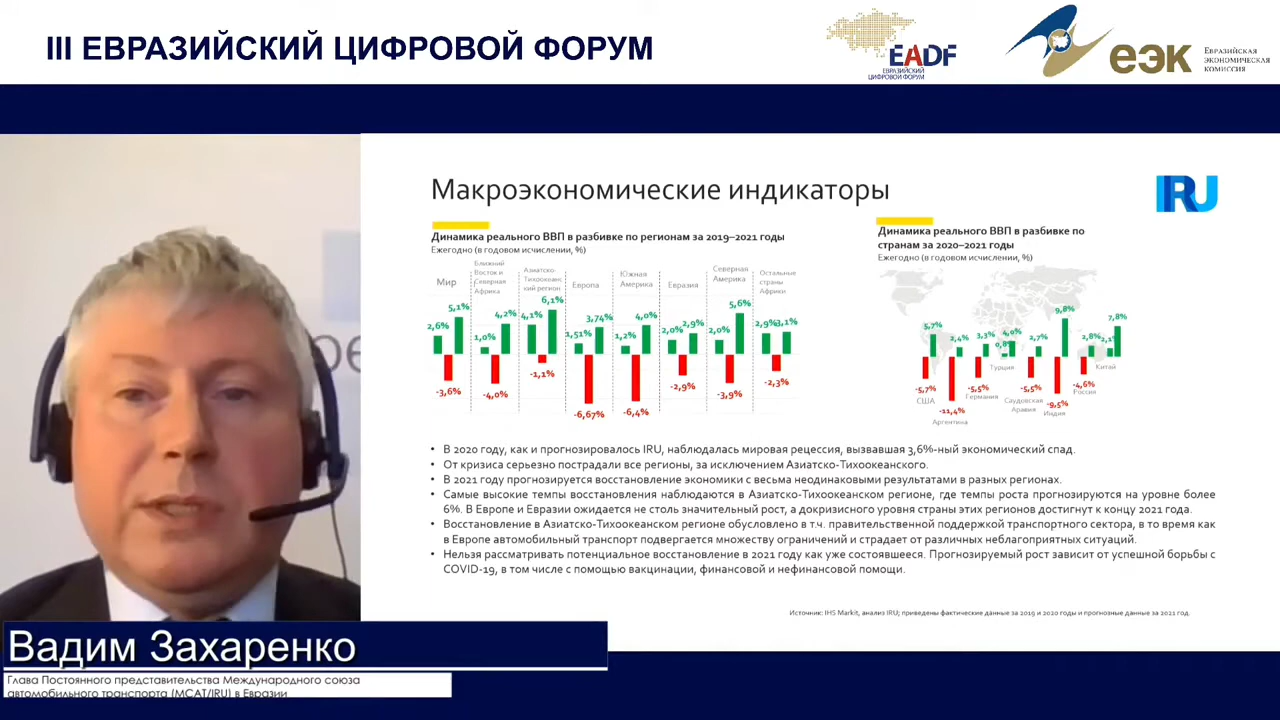 III ЕВРАЗИЙСКИЙ ЦИФРОВОЙ ФОРУМ
EADF
ЕВРАЗИЙСКИЙ
ЦИФРОВОЙ ФОРУМ
ЕЭК
ЕВРАЗИЙСКАЯ
ЭКОНОМИЧЕСКАЯ
КОМИССИЯ
Макроэкономические индикаторы
IRU
Динамика реального ВВП в разбивке по регионам за 2019–2021 годы
Ежегодно (в годовом исчислении, %)
Мир
Ближний
Восток и
Северная
Африка
Азиатско-
Тихоокеанс
кий регион
Европа
Южная
Америка
Евразия
Северная
Америка
Остальные
страны
Африки
2,6% 5,1% 1,0% 4,2% 4,1% 6,1% 1,51% 3,74% 1,2% 4,0% 2,0% 2,9% 2,0% 5,6% 2,9% 3,1%
-3,6% -4,0% -1,1% -6,67% -6,4% -2,9% -3,9% -2,3%
Динамика реального ВВП в разбивке по
странам за 2020–2021 годы
Ежегодно (в годовом исчислении, %)
5,7% 2,4% 3,3% 0,8% 4,0% 2,7% 9,8% 2,8% 2,1% 7,8%
-5,7% -11,4% -5,5% -5,5% -9,5% -4,6%
США
Аргентина
Германия
Турция
Саудовская
Аравия
Индия
Россия
Китай
• В 2020 году, как и прогнозировалось IRU, наблюдалась мировая рецессия, вызвавшая 3,6%-ный экономический спад.
• От кризиса серьезно пострадали все регионы, за исключением Азиатско-Тихоокеанского.
• В 2021 году прогнозируется восстановление экономики с весьма неодинаковыми результатами в разных регионах.
• Самые высокие темпы восстановления наблюдаются в Азиатско-Тихоокеанском регионе, где темпы роста прогнозируются на уровне более
6%. В Европе и Евразии ожидается не столь значительный рост, а докризисного уровня страны этих регионов достигнут к концу 2021 года.
• Восстановление в Азиатско-Тихоокеанском регионе обусловлено в т.ч. правительственной поддержкой транспортного сектора, в то время как
в Европе автомобильный транспорт подвергается множеству ограничений и страдает от различных неблагоприятных ситуаций.
• Нельзя рассматривать потенциальное восстановление в 2021 году как уже состоявшееся. Прогнозируемый рост зависит от успешной борьбы с
COVID-19, в том числе с помощью вакцинации, финансовой и нефинансовой помощи.
Источник: IHS Markit, анализ IRU; приведены фактические данные за 2019 и 2020 годы и прогнозные данные за 2021 год.
Вадим Захаренко
Глава Постоянного представительства Международного союза
автомобильного транспорта (МСАТ/IRU) в Евразии